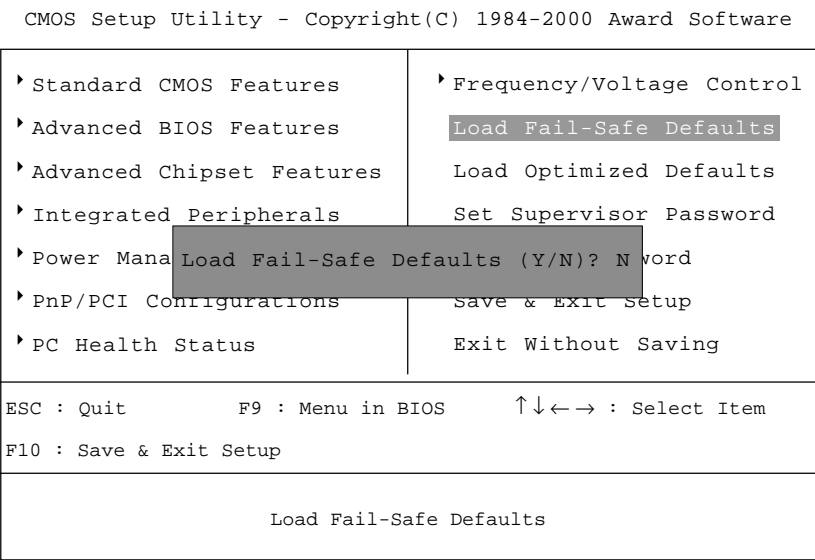 CMOS Setup Utility - Copyright(C) 1984-2000 Award Software
Standard CMOS Features
Advanced BIOS Features
Advanced Chipset Features
Integrated Peripherals
Power Mana
PnP/PCI Configurations
PC Health Status
Frequency/Voltage Control
Load Fail-Safe Defaults
Load Optimized Defaults
Set Supervisor Password
word
Save & Exit Setup
Exit Without Saving
Load Fail-Safe Defaults (Y/N)? N
ESC : Quit F9 : Menu in BIOS ↑↓←→ : Select Item
F10 : Save & Exit Setup
Load Fail-Safe Defaults